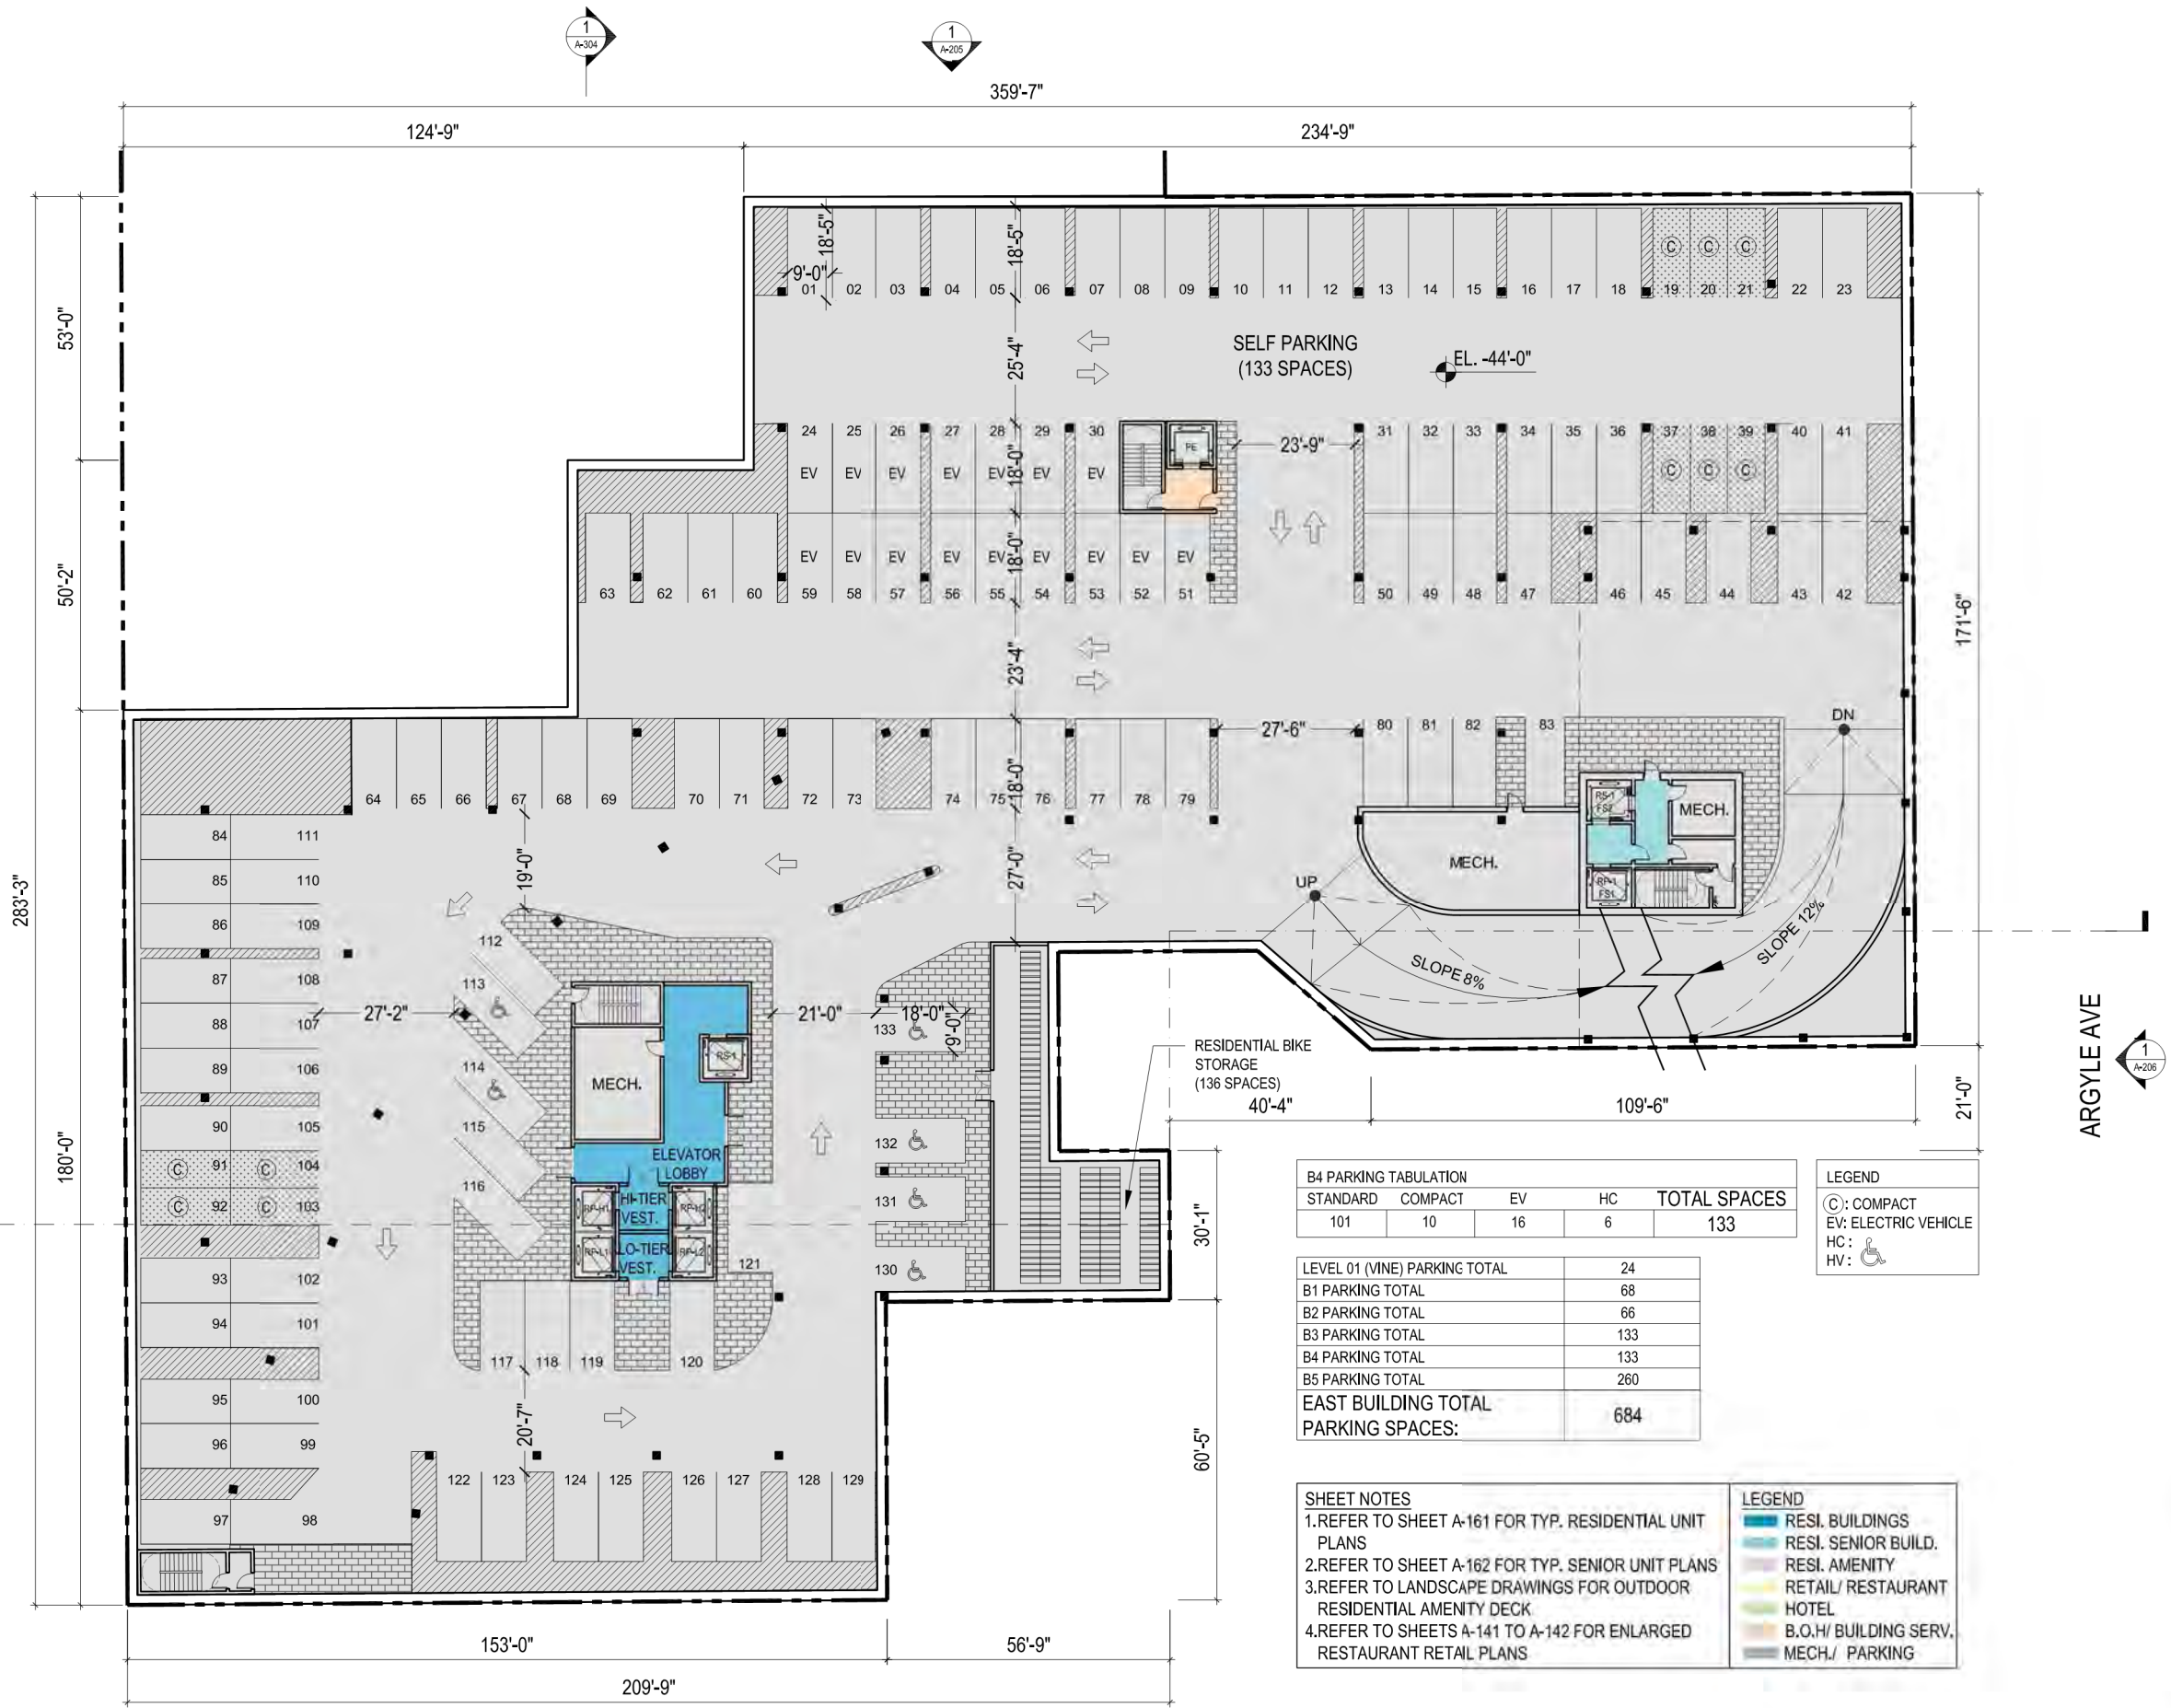 1
A-304
1
A-205
359'-7"
124'-9"
234'-9"
18'-5"
18'-5"
9'-0"
01 02 03 04 05 06 07 08 09 10 11 12 13 14 15 16 17 18 19 20 21 22 23
C C C
53'-0"
25'-4"
SELF PARKING
(133 SPACES)
EL. -44'-0"
24 25 26 27 28 29 30 31 32 33 34 35 36 37 38 39 40 41
EV EV EV EV EV EV EV
PE
23'-9"
C C C
18'-0"
18'-0"
EV EV EV EV EV EV EV EV EV
63 62 61 60 59 58 57 56 55 54 53 52 51 50 49 48 47 46 45 44 43 42
50'-2"
171'-6"
23'-4"
27'-6"
80 81 82 83
DN
64 65 66 67 68 69 70 71 72 73 74 75 76 77 78 79
18'-0"
RS-1
FS2
MECH.
MECH.
RP-1
FS1
UP
SLOPE 8%
SLOPE 12%
283'-3"
19'-0"
27'-0"
84 111
85 110
86 109
87 108
88 107
89 106
90 105
C 91 C 104
C 92 C 103
93 102
94 101
95 100
96 99
97 98
112
113
114
115
116
27'-2"
21'-0"
18'-0"
9'-0"
133
132
131
130
MECH.
RS-1
ELEVATOR
LOBBY
HI-TIER
VEST.
LO-TIER
VEST.
RP-H1
RP-H2
RP-L1
RP-L2
121
117 118 119 120
180'-0"
20'-7"
122 123 124 125 126 127 128 129
RESIDENTIAL BIKE
STORAGE
(136 SPACES)
40'-4"
109'-6"
21'-0"
30'-1"
60'-5"
ARGYLE AVE
1
A-206
153'-0"
56'-9"
209'-9"
B4 PARKING TABULATION
STANDARD COMPACT EV HC TOTAL SPACES
101 10 16 6 133
LEGEND
C : COMPACT
EV: ELECTRIC VEHICLE
HC :
HV :
LEVEL 01 (VINE) PARKING TOTAL 24
B1 PARKING TOTAL 68
B2 PARKING TOTAL 66
B3 PARKING TOTAL 133
B4 PARKING TOTAL 133
B5 PARKING TOTAL 260
EAST BUILDING TOTAL
PARKING SPACES: 684
SHEET NOTES
1.REFER TO SHEET A-161 FOR TYP. RESIDENTIAL UNIT
PLANS
2.REFER TO SHEET A-162 FOR TYP. SENIOR UNIT PLANS
3.REFER TO LANDSCAPE DRAWINGS FOR OUTDOOR
RESIDENTIAL AMENITY DECK
4.REFER TO SHEETS A-141 TO A-142 FOR ENLARGED
RESTAURANT RETAIL PLANS
LEGEND
RESI. BUILDINGS
RESI. SENIOR BUILD.
RESI. AMENITY
RETAIL/ RESTAURANT
HOTEL
B.O.H/ BUILDING SERV.
MECH./ PARKING